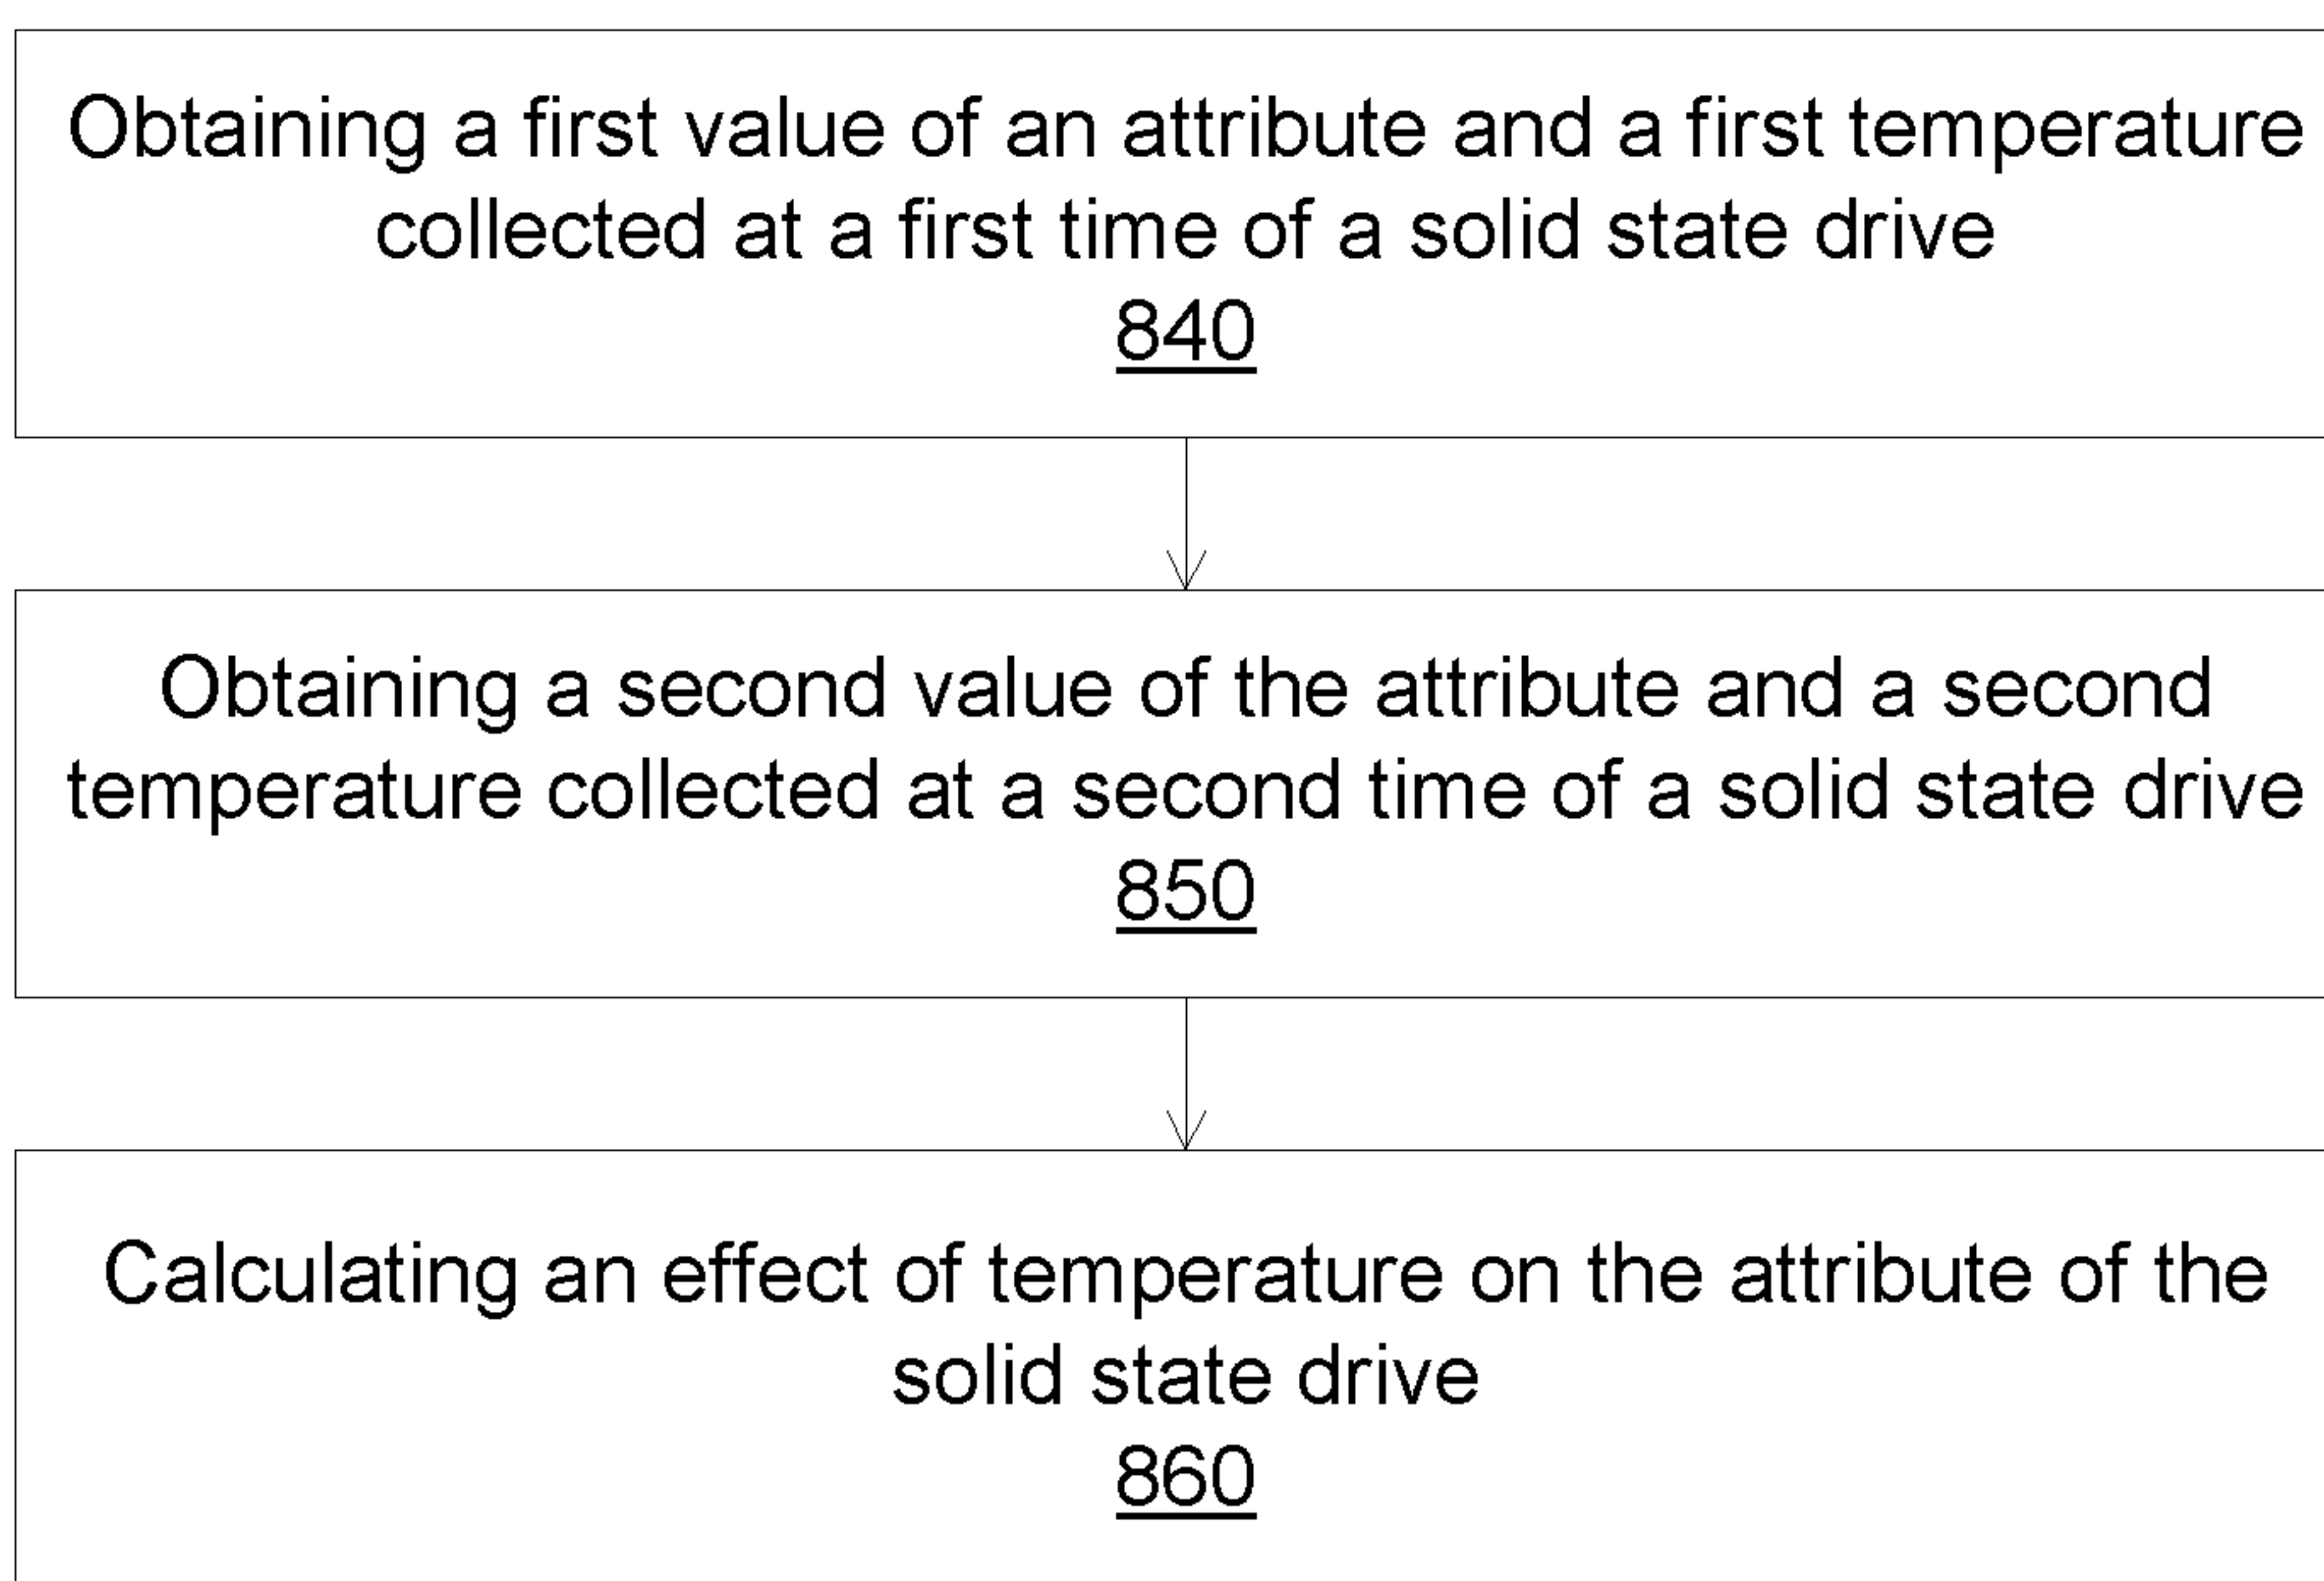 Obtaining a first value of an attribute and a first temperature
collected at a first time of a solid state drive
840
Obtaining a second value of the attribute and a second
temperature collected at a second time of a solid state drive
850
Calculating an effect of temperature on the attribute of the
solid state drive
860